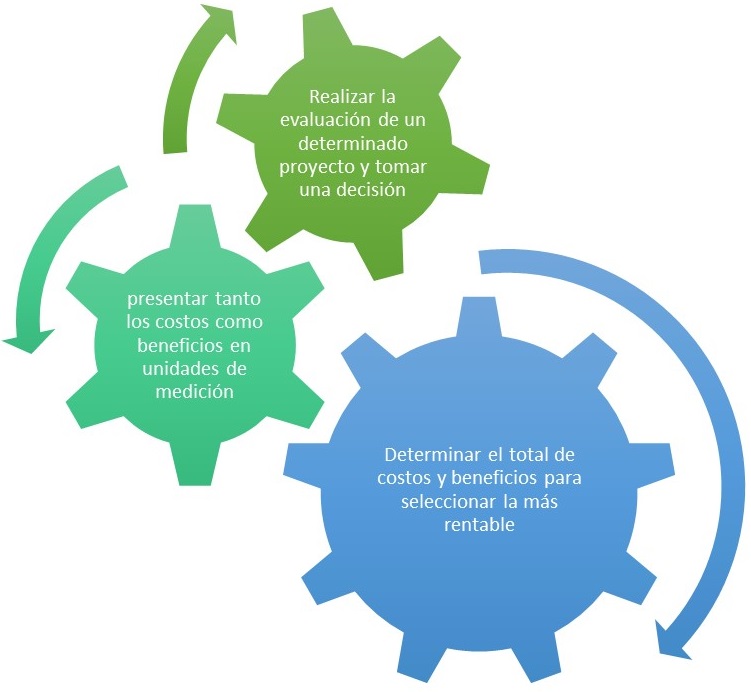 Realizar la
evaluación de un
determinado
proyecto y tomar
una decisión
presentar tanto
los costos como
beneficios en
unidades de
medición
Determinar el total de
costos y beneficios para
seleccionar la más
rentable